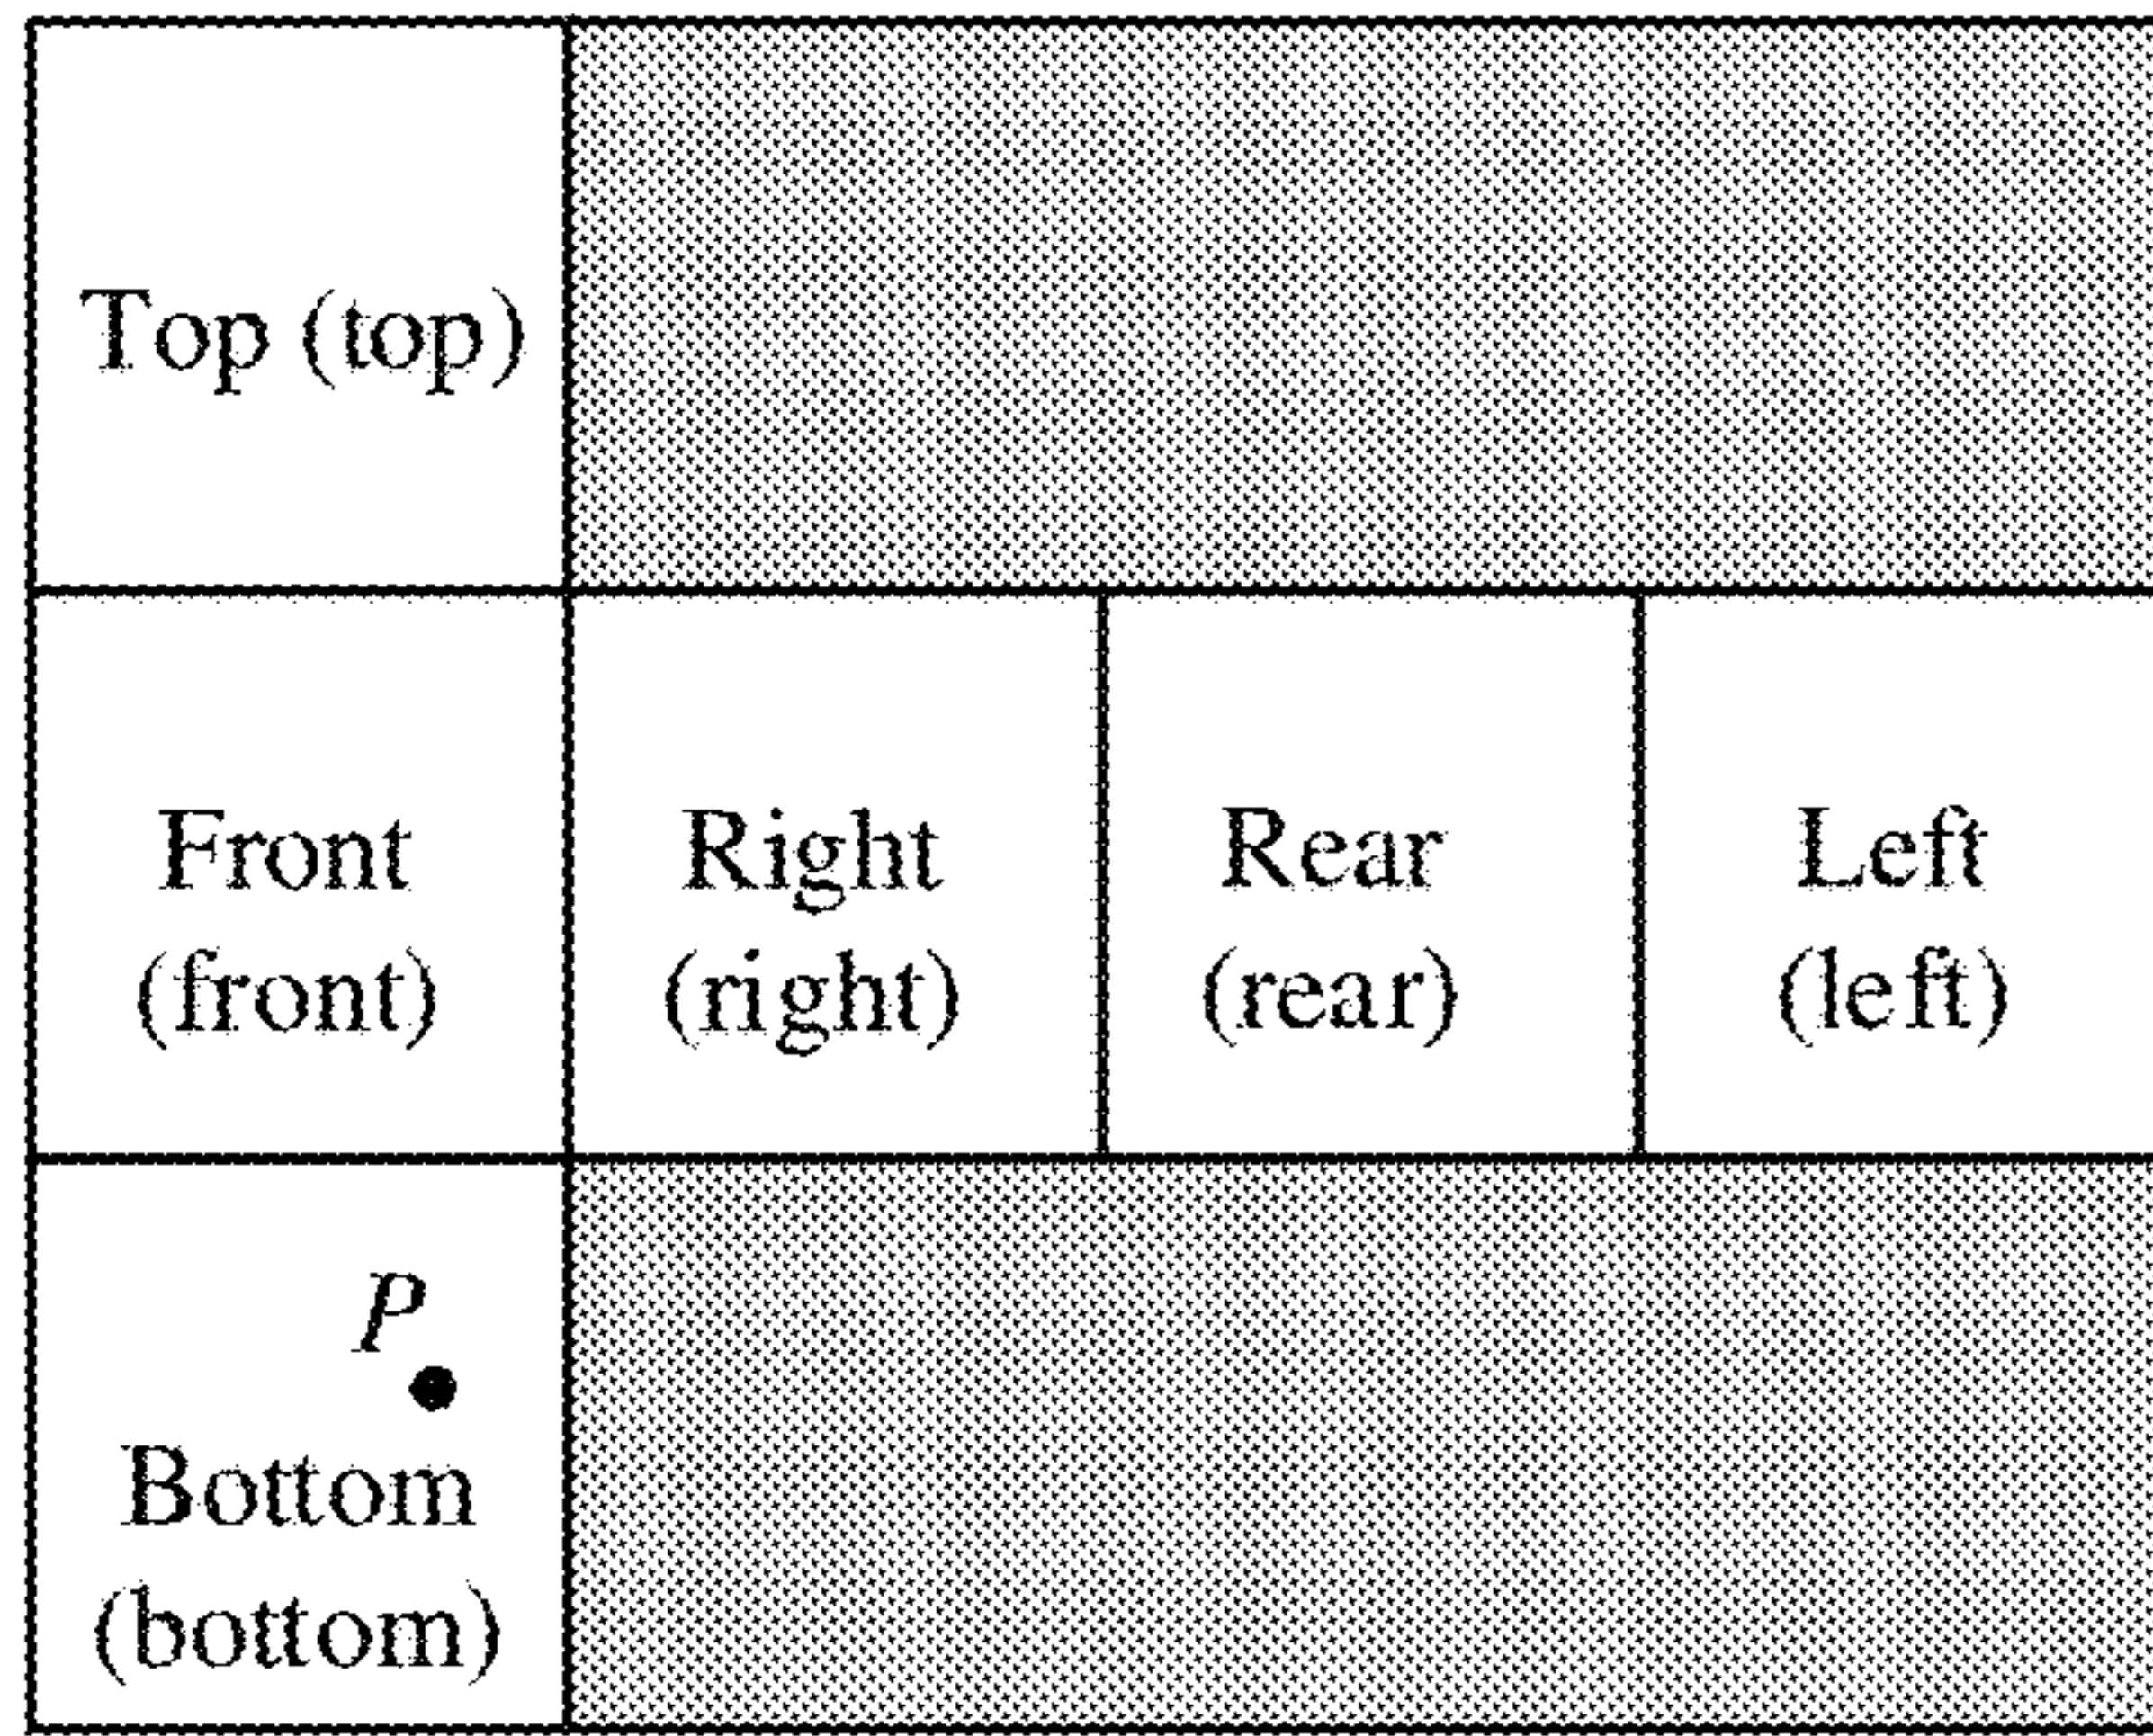 Top (top)
Front
(front)
Right
(right)
Rear
(rear)
Left
(left)
P
Bottom
(bottom)